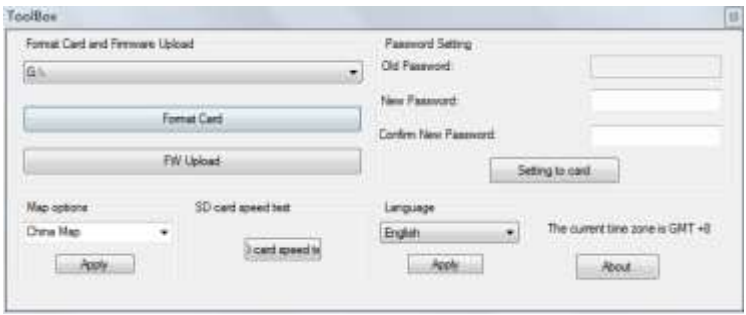 ToolBox
Format Card and Firmware Upload
G:\
Format Card
FW Upload
Password Setting
Old Password:
New Password:
Confirm New Password:
Setting to card
Map options
China Map
Apply
SD card speed test
card speed te
Language
English
Apply
The current time zone is GMT +8
About